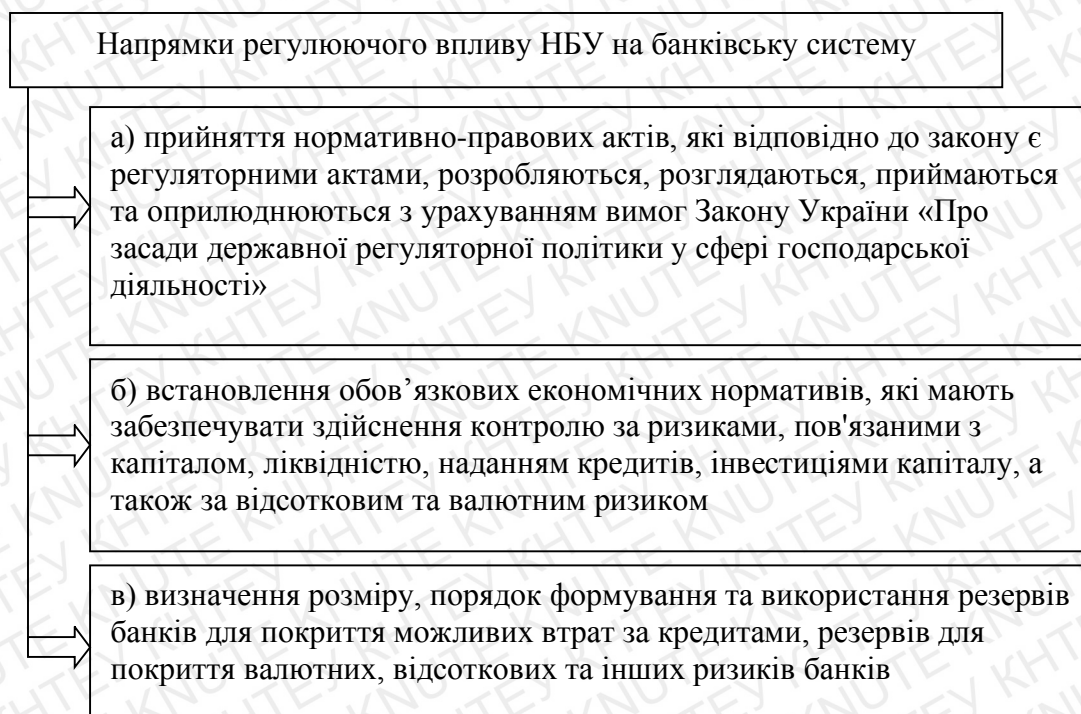 Напрямки регулюючого впливу НБУ на банківську систему
а) прийняття нормативно-правових актів, які відповідно до закону є
регуляторними актами, розробляються, розглядаються, приймаються
та оприлюднюються з урахуванням вимог Закону України «Про
засади державної регуляторної політики у сфері господарської
діяльності»
б) встановлення обов’язкових економічних нормативів, які мають
забезпечувати здійснення контролю за ризиками, пов'язаними з
капіталом, ліквідністю, наданням кредитів, інвестиціями капіталу, а
також за відсотковим та валютним ризиком
в) визначення розміру, порядок формування та використання резервів
банків для покриття можливих втрат за кредитами, резервів для
покриття валютних, відсоткових та інших ризиків банків